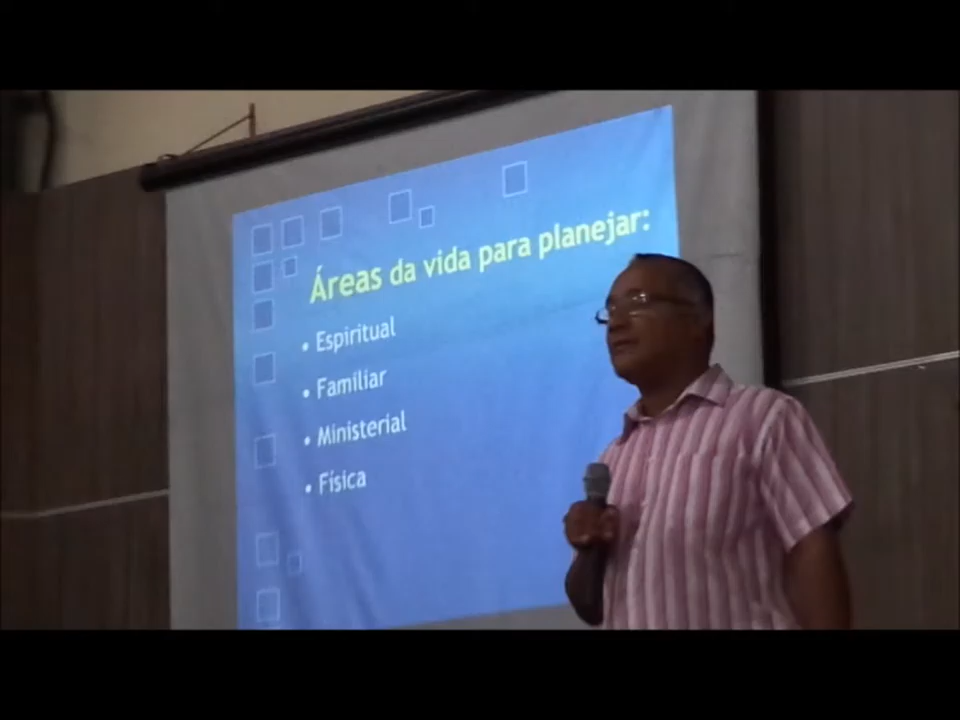 Áreas da vida para planejar:
• Espiritual
• Familiar
• Ministerial
• Física